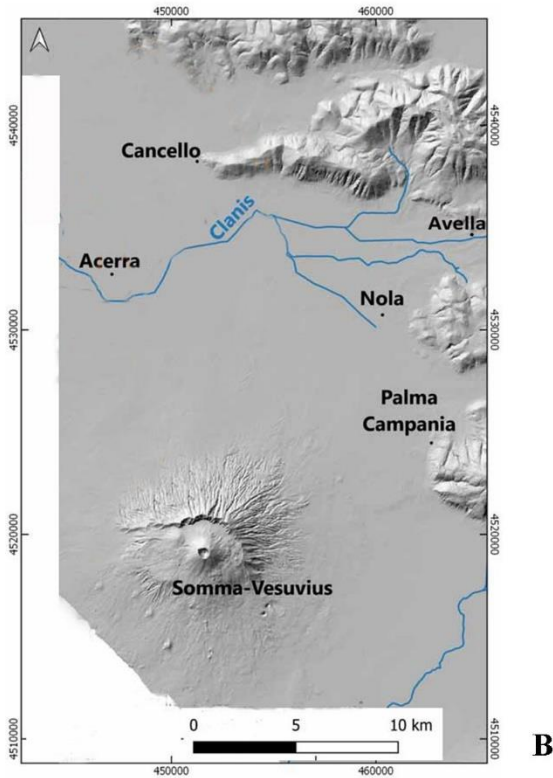 450000 460000
4540000 4540000
Cancello
Clanis
Avella
Acerra
Nola
4530000 4530000
Palma
Campania
4520000 4520000
Somma-Vesuvius
0 5 10 km
4510000 4510000
B
450000 460000